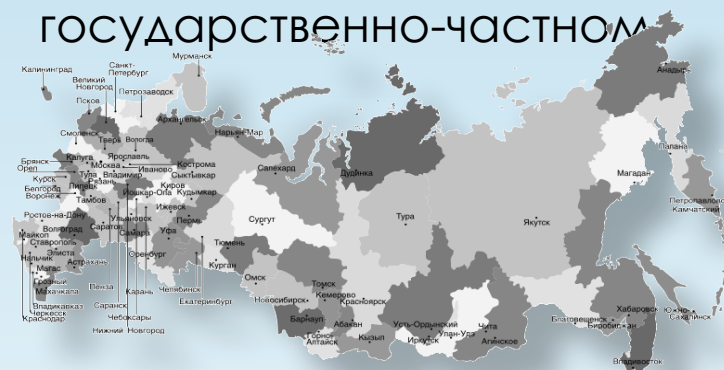 государственно-частном
Мурманск
Калининград
Санкт-
Петербург
Великий
Новгород
Петрозаводск
Псков
Анадырь
Архангельск
Смоленск
Тверь
Вологда
Нарьян-Мар
Палана
Брянск
Калуга
Ярославль
Москва
Кострома
Орел
Тула
Владимир
Иваново
Сыктывкар
Салехард
Дудинка
Магадан
Курск
Рязань
Липецк
Киров
Белгород
Йошкар-Ола
Кудымкар
Воронеж
Тамбов
Ижевск
Петропавловск
Камчатский
Ростов-на-Дону
Ульяновск
Пермь
Сургут
Тура
Якутск
Майкоп
Волгоград
Саратов
Самара
Уфа
Ставрополь
Тюмень
Элиста
Оренбург
Нальчик
Астрахань
Курган
Магас
Омск
Грозный
Томск
Махачкала
Пенза
Казань
Челябинск
Екатеринбург
Новосибирск
Кемерово
Красноярск
Владикавказ
Саранск
Хабаровск
Южно-
Сахалинск
Черкесск
Чебоксары
Барнаул
Абакан
Усть-Ордынский
Чита
Благовещенск
Биробиджан
Краснодар
Нижний Новгород
Горно-
Алтайск
Кызыл
Иркутск
Улан-Удэ
Агинское
Владивосток